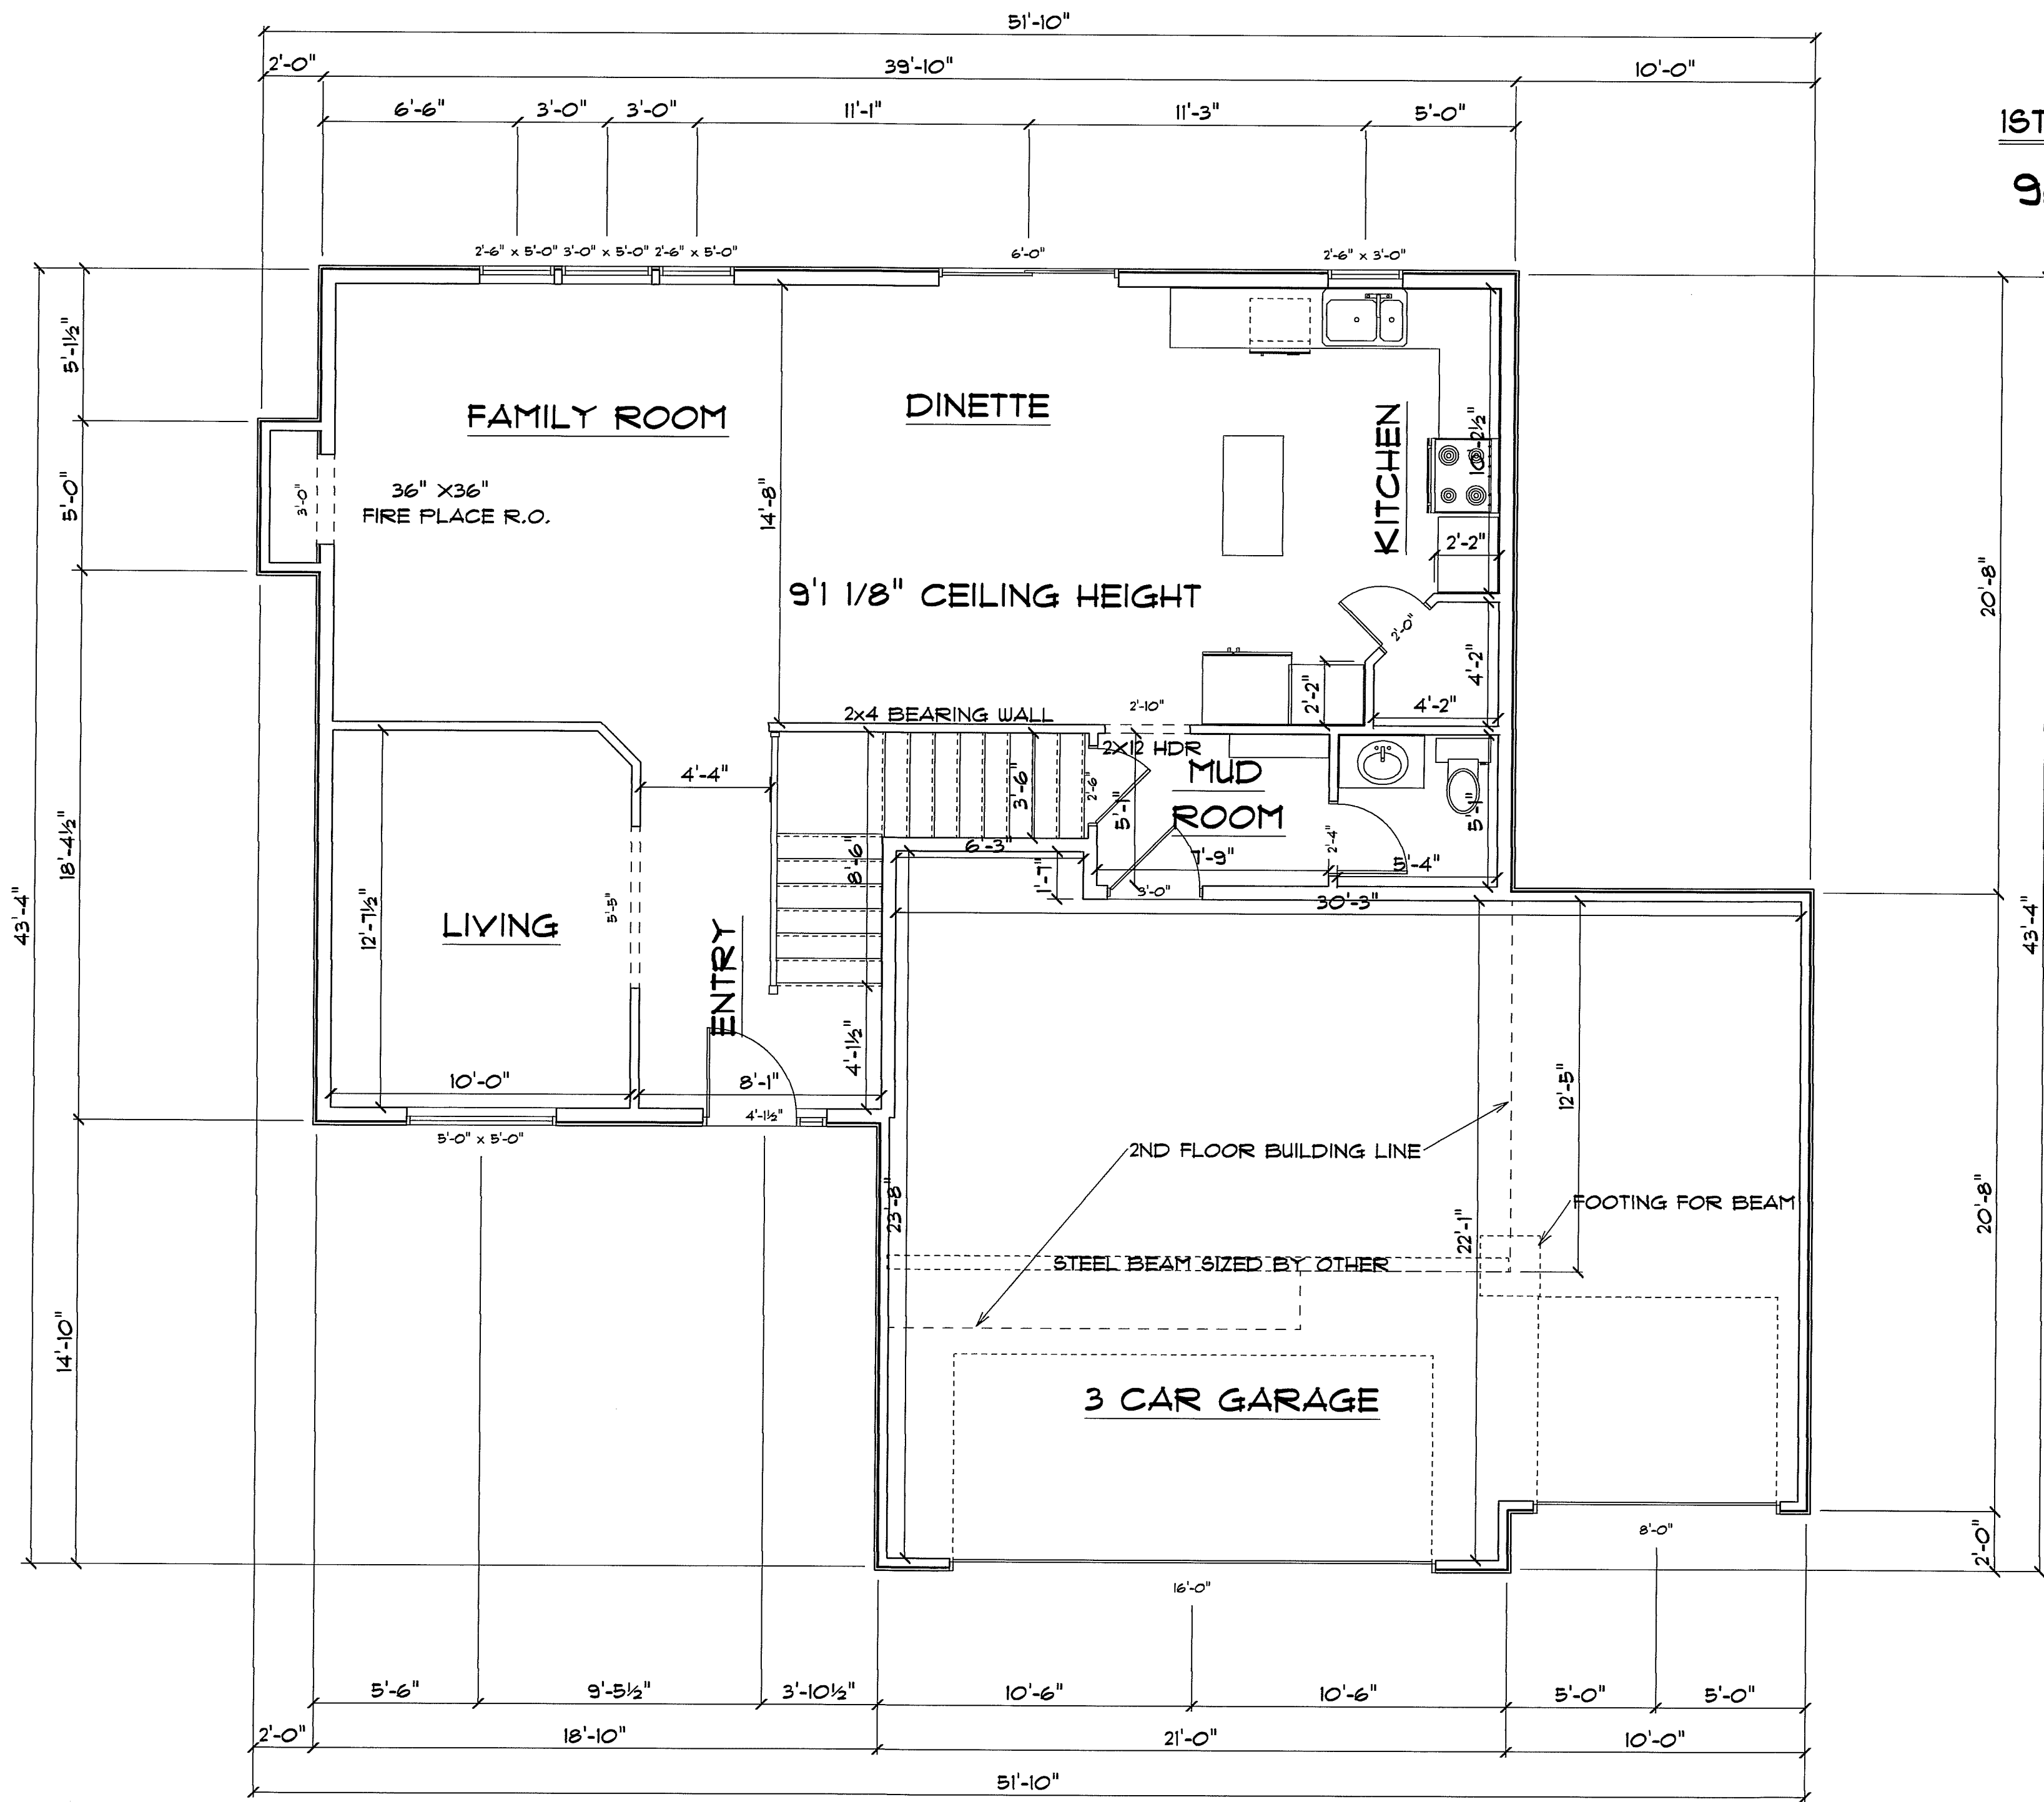 51'-10"
2'-0" 39'-10" 10'-0"
6'-6" 3'-0" 3'-0" 11'-1" 11'-3" 5'-0"
1ST
2'-6" x 5'-0" 3'-0" x 5'-0" 2'-6" x 5'-0" 6'-0" 2'-6" x 3'-0"
5'-1½"
FAMILY ROOM
DINETTE
KITCHEN
10'-2½"
5'-0"
3'-0"
36" X36"
FIRE PLACE R.O.
14'-8"
2'-2"
9'1 1/8" CEILING HEIGHT
20'-8"
2'-0"
4'-2"
2'-2"
4'-2"
2x4 BEARING WALL
2'-10"
2X12 HDR
MUD
ROOM
4'-4"
3'-6"
2'-6"
5'-1"
5'-1"
18'-4½"
43'-4"
8'-6"
6'-3"
1'-7"
7'-9"
2'-4"
5'-4"
3'-0"
30'-3"
12'-7½"
LIVING
5'-5"
ENTRY
43'-4"
4'-1½"
10'-0"
8'-1"
4'-1½"
5'-0" x 5'-0"
12'-5"
2ND FLOOR BUILDING LINE
23'-8"
22'-1"
FOOTING FOR BEAM
20'-8"
STEEL BEAM SIZED BY OTHER
14'-10"
3 CAR GARAGE
8'-0"
2'-0"
16'-0"
5'-6" 9'-5½" 3'-10½" 10'-6" 10'-6" 5'-0" 5'-0"
2'-0" 18'-10" 21'-0" 10'-0"
51'-10"